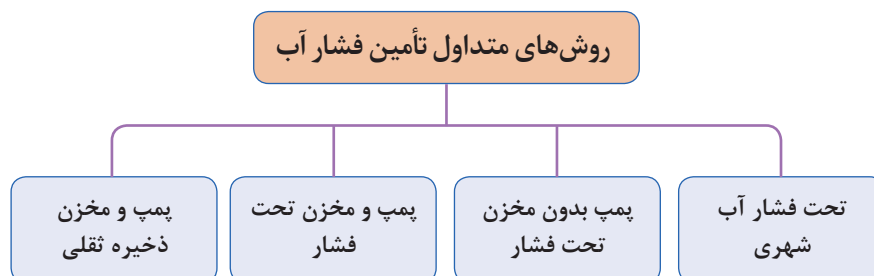 روش‌های متداول تأمین فشار آب
تحت فشار آب
شهری
پمپ بدون مخزن
تحت فشار
پمپ و مخزن تحت
فشار
پمپ و مخزن
ذخیره ثقلی